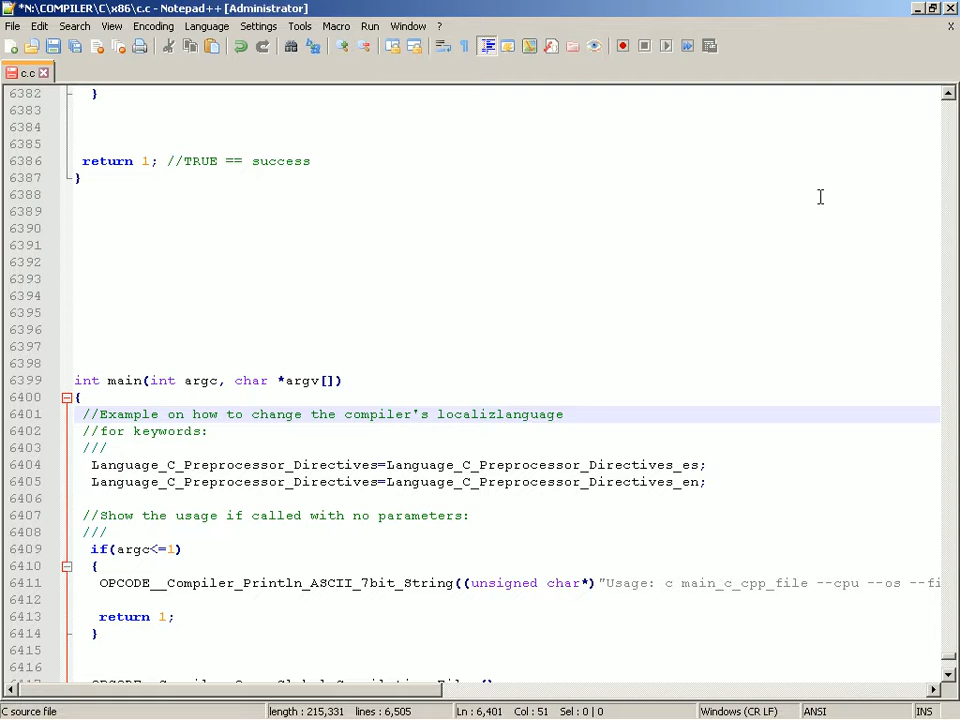 *N:\COMPILER\C\x86\c.c - Notepad++ [Administrator]
File Edit Search View Encoding Language Settings Tools Macro Run Window ? X
c.c
6382 }
6383
6384
6385
6386 return 1; //TRUE == success
6387 }
6388
6389
6390
6391
6392
6393
6394
6395
6396
6397
6398
6399 int main(int argc, char *argv[])
6400 {
6401 //Example on how to change the compiler's localizlanguage
6402 //for keywords:
6403 ///
6404 Language_C_Preprocessor_Directives=Language_C_Preprocessor_Directives_es;
6405 Language_C_Preprocessor_Directives=Language_C_Preprocessor_Directives_en;
6406
6407 //Show the usage if called with no parameters:
6408 ///
6409 if(argc<=1)
6410 {
6411 OPCODE__Compiler_Println_ASCII_7bit_String((unsigned char*)"Usage: c main_c_cpp_file --cpu --os --fi
6412
6413 return 1;
6414 }
6415
6416
C source file length : 215,331 lines : 6,505 Ln : 6,401 Col : 51 Sel : 0 | 0 Windows (CR LF) ANSI INS